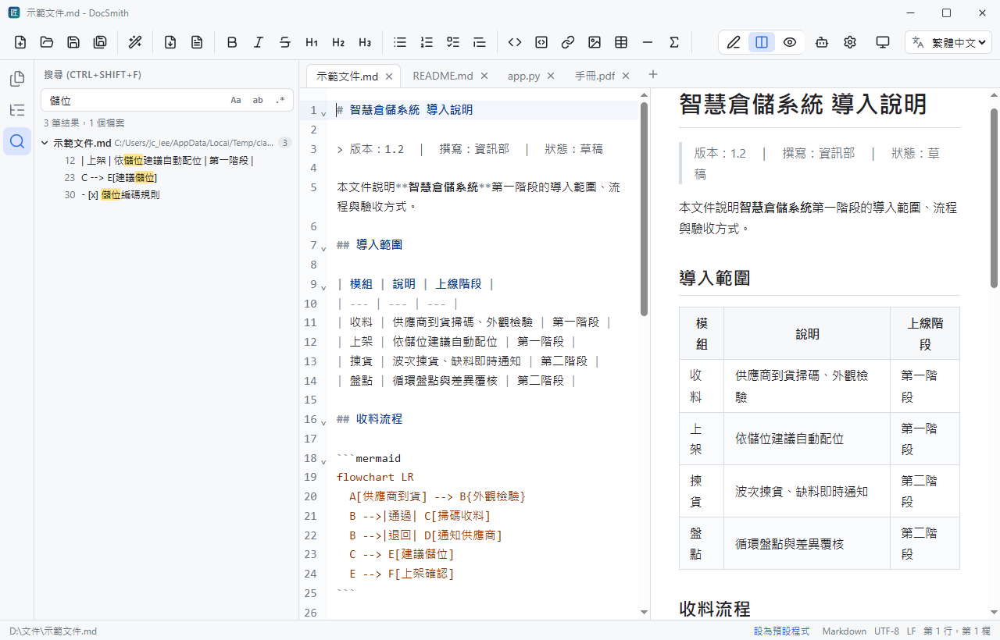 匠 示範文件.md - DocSmith
B I S H1 H2 H3
繁體中文
搜尋 (CTRL+SHIFT+F)
儲位 Aa ab .*
3 筆結果，1 個檔案
示範文件.md C:/Users/jc_lee/AppData/Local/Temp/cla... 3
12 | 上架 | 依儲位建議自動配位 | 第一階段 |
23 C --> E[建議儲位]
30 - [x] 儲位編碼規則
示範文件.md README.md app.py 手冊.pdf
1 # 智慧倉儲系統 導入說明
2
3 > 版本：1.2 | 撰寫：資訊部 | 狀態：草稿
4
5 本文件說明**智慧倉儲系統**第一階段的導入範圍、流
程與驗收方式。
6
7 ## 導入範圍
8
9 | 模組 | 說明 | 上線階段 |
10 | --- | --- | --- |
11 | 收料 | 供應商到貨掃碼、外觀檢驗 | 第一階段 |
12 | 上架 | 依儲位建議自動配位 | 第一階段 |
13 | 揀貨 | 波次揀貨、缺料即時通知 | 第二階段 |
14 | 盤點 | 循環盤點與差異覆核 | 第二階段 |
15
16 ## 收料流程
17
18 ```mermaid
19 flowchart LR
20 A[供應商到貨] --> B{外觀檢驗}
21 B -->|通過| C[掃碼收料]
22 B -->|退回| D[通知供應商]
23 C --> E[建議儲位]
24 E --> F[上架確認]
25 ```
26
智慧倉儲系統 導入說明
版本：1.2 | 撰寫：資訊部 | 狀態：草
稿
本文件說明智慧倉儲系統第一階段的導入範圍、流程
與驗收方式。
導入範圍
模組 說明 上線階段
收料 供應商到貨掃碼、外觀檢驗 第一階段
上架 依儲位建議自動配位 第一階段
揀貨 波次揀貨、缺料即時通知 第二階段
盤點 循環盤點與差異覆核 第二階段
收料流程
D:\文件\示範文件.md 設為預設程式 Markdown UTF-8 LF 第 1 行，第 1 欄